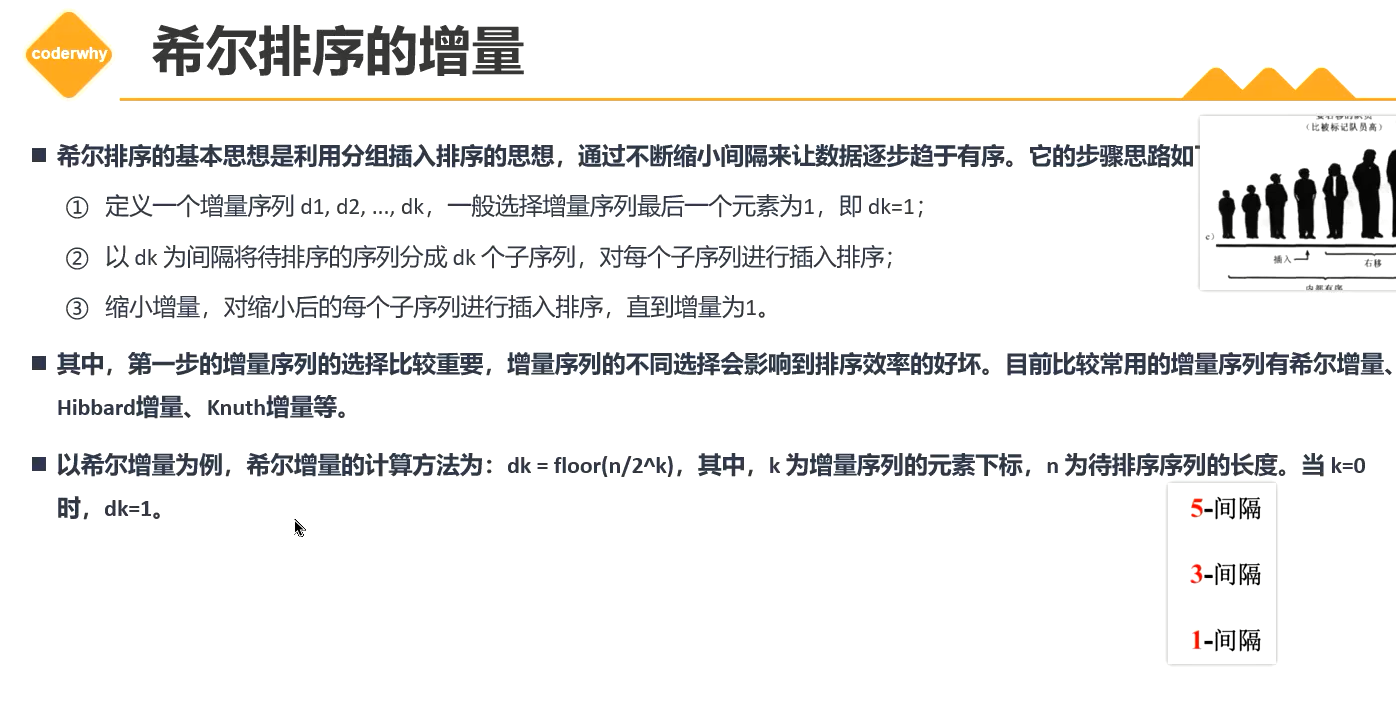 coderwhy
希尔排序的增量
希尔排序的基本思想是利用分组插入排序的思想，通过不断缩小间隔来让数据逐步趋于有序。它的步骤思路如
① 定义一个增量序列 d1, d2, ..., dk，一般选择增量序列最后一个元素为1，即 dk=1；
② 以 dk 为间隔将待排序的序列分成 dk 个子序列，对每个子序列进行插入排序；
③ 缩小增量，对缩小后的每个子序列进行插入排序，直到增量为1。
（比被标记队员高）
c）
插入
右移
内部有序
其中，第一步的增量序列的选择比较重要，增量序列的不同选择会影响到排序效率的好坏。目前比较常用的增量序列有希尔增量、
Hibbard增量、Knuth增量等。
以希尔增量为例，希尔增量的计算方法为：dk = floor(n/2^k)，其中，k 为增量序列的元素下标，n 为待排序序列的长度。当 k=0
时，dk=1。
5-间隔
3-间隔
1-间隔